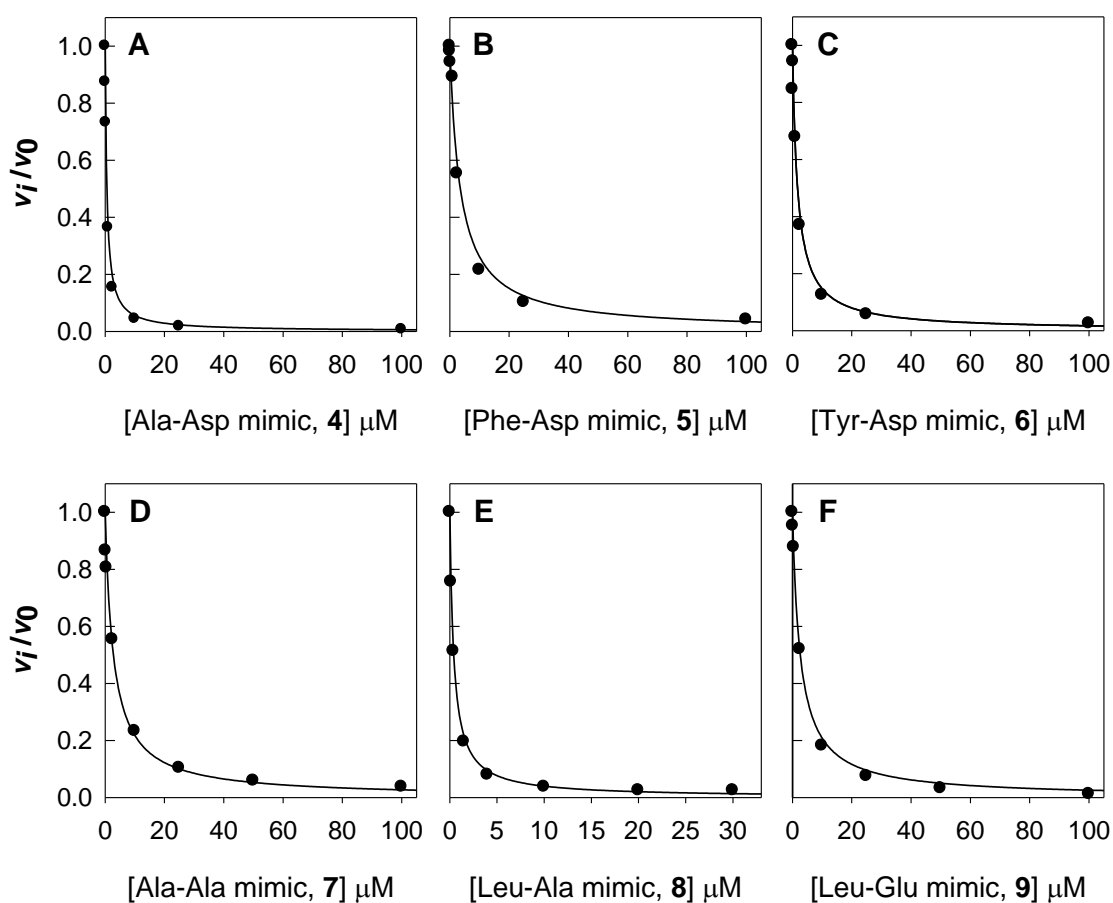 A B C
1.0
0.8
0.6
0.4
0.2
0.0
vi/v0
0 20 40 60 80 100 0 20 40 60 80 100 0 20 40 60 80 100
[Ala-Asp mimic, 4] μM [Phe-Asp mimic, 5] μM [Tyr-Asp mimic, 6] μM
D E F
1.0
0.8
0.6
0.4
0.2
0.0
vi/v0
0 20 40 60 80 100 0 5 10 15 20 25 30 0 20 40 60 80 100
[Ala-Ala mimic, 7] μM [Leu-Ala mimic, 8] μM [Leu-Glu mimic, 9] μM